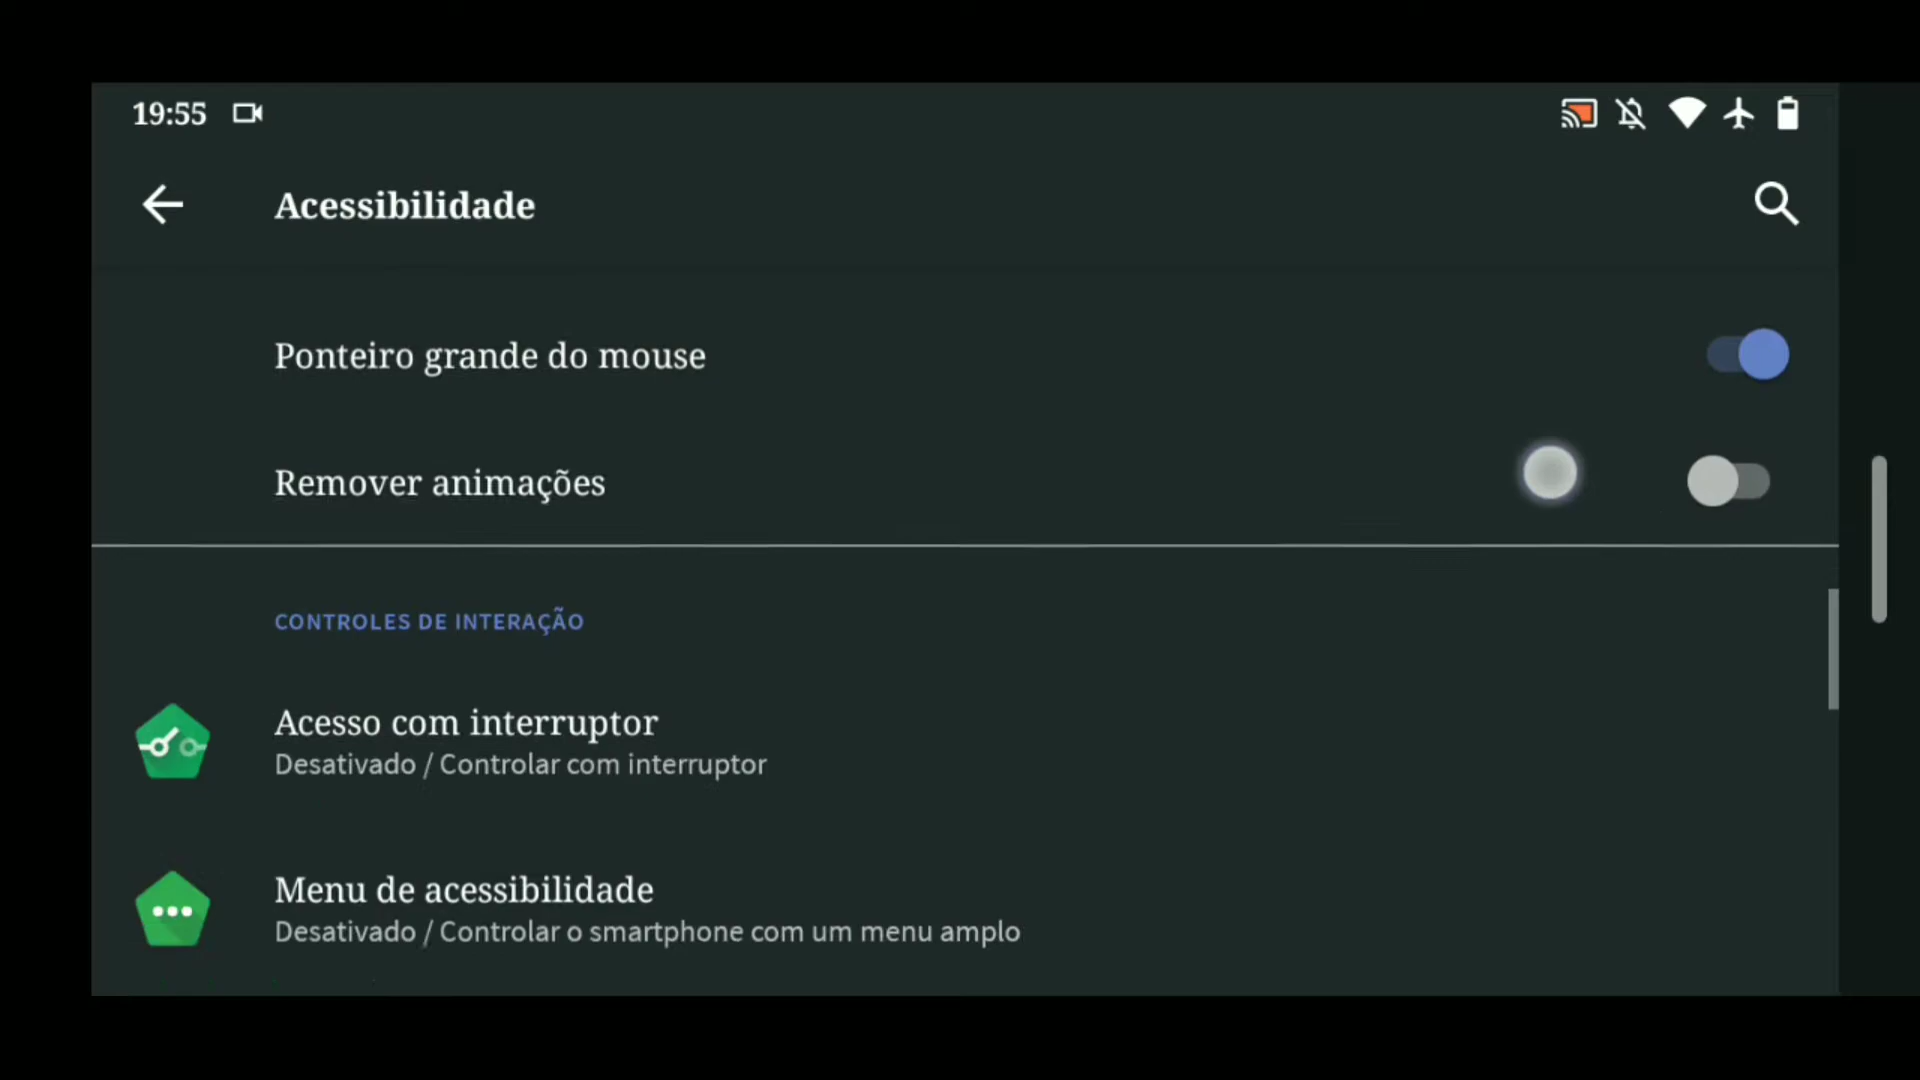 19:55
Acessibilidade
Ponteiro grande do mouse
Remover animações
CONTROLES DE INTERAÇÃO
Acesso com interruptor
Desativado / Controlar com interruptor
Menu de acessibilidade
Desativado / Controlar o smartphone com um menu amplo